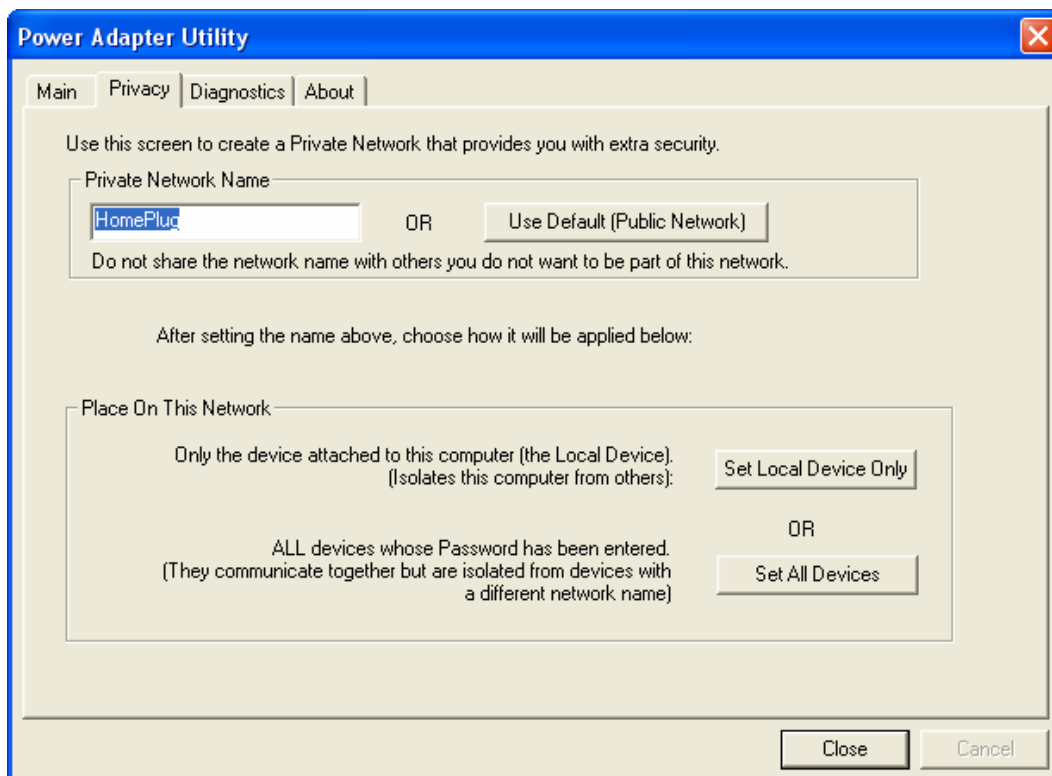 Power Adapter Utility
Main Privacy Diagnostics About
Use this screen to create a Private Network that provides you with extra security.
Private Network Name
HomePlug OR Use Default (Public Network)
Do not share the network name with others you do not want to be part of this network.
After setting the name above, choose how it will be applied below:
Place On This Network
Only the device attached to this computer (the Local Device).
(Isolates this computer from others):
Set Local Device Only
OR
ALL devices whose Password has been entered.
(They communicate together but are isolated from devices with
a different network name)
Set All Devices
Close Cancel